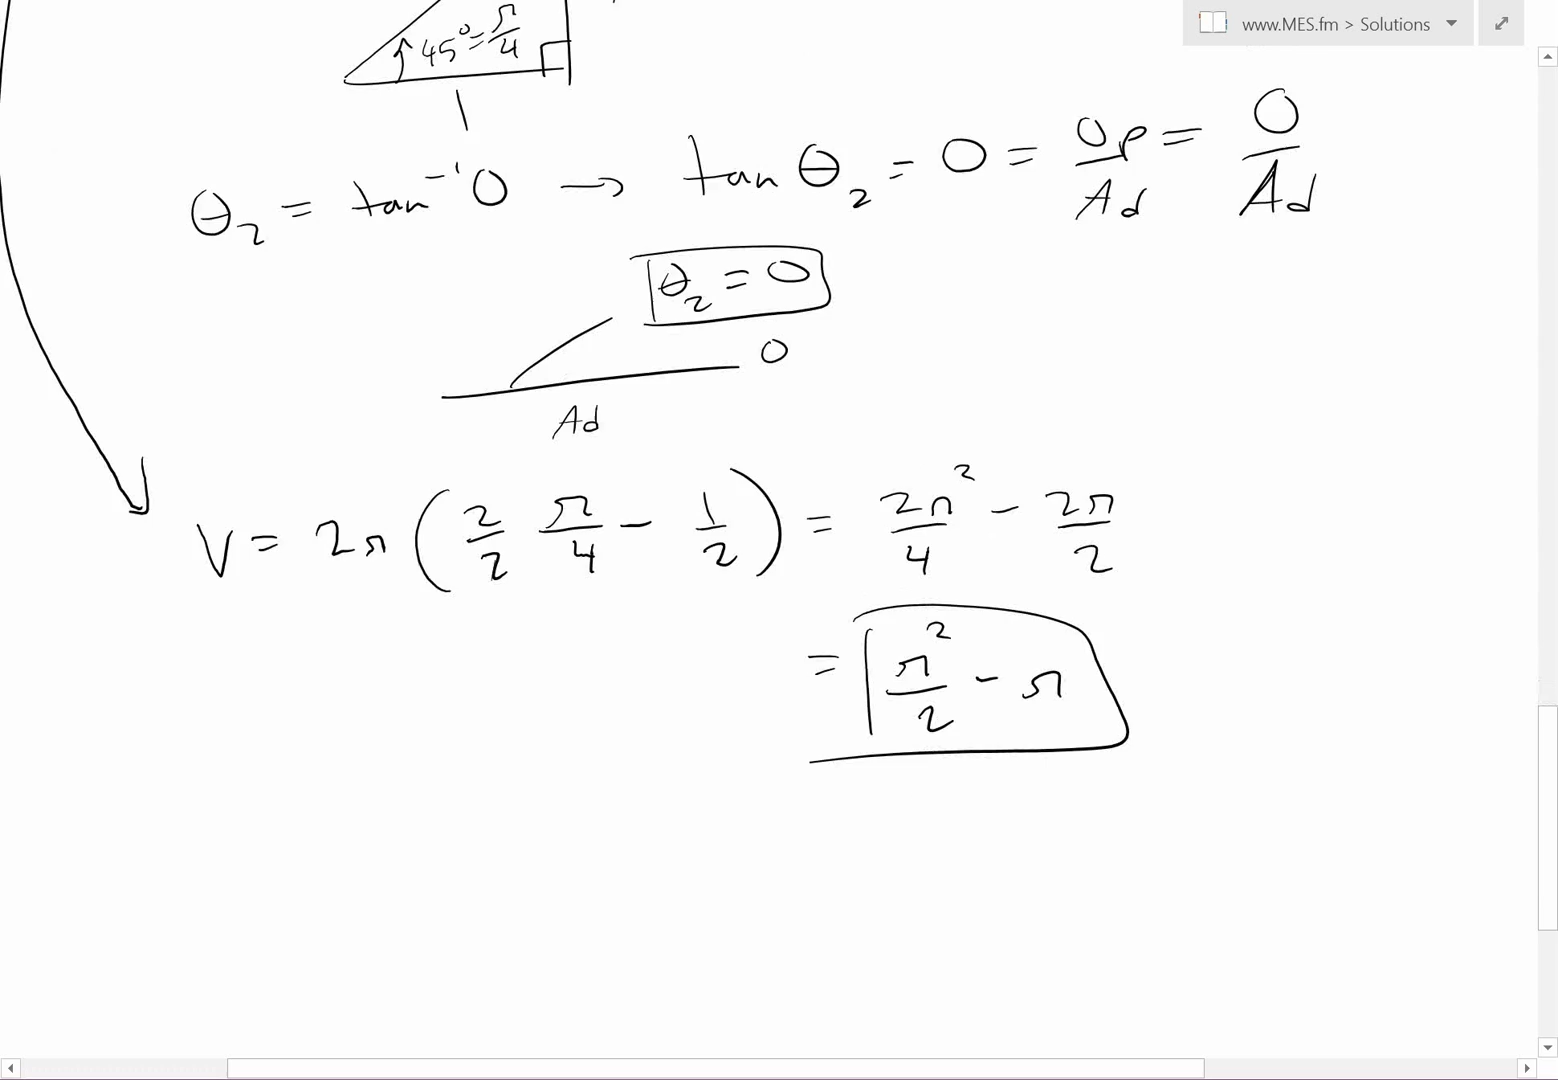 www.MES.fm > Solutions
45° = π/4
1
θ₂ = tan⁻¹ 0 → tan θ₂ = 0 = Op/Ad = 0/Ad
θ₂ = 0
0
Ad
V = 2π (2/2 π/4 - 1/2) = 2π²/4 - 2π/2
= π²/2 - π